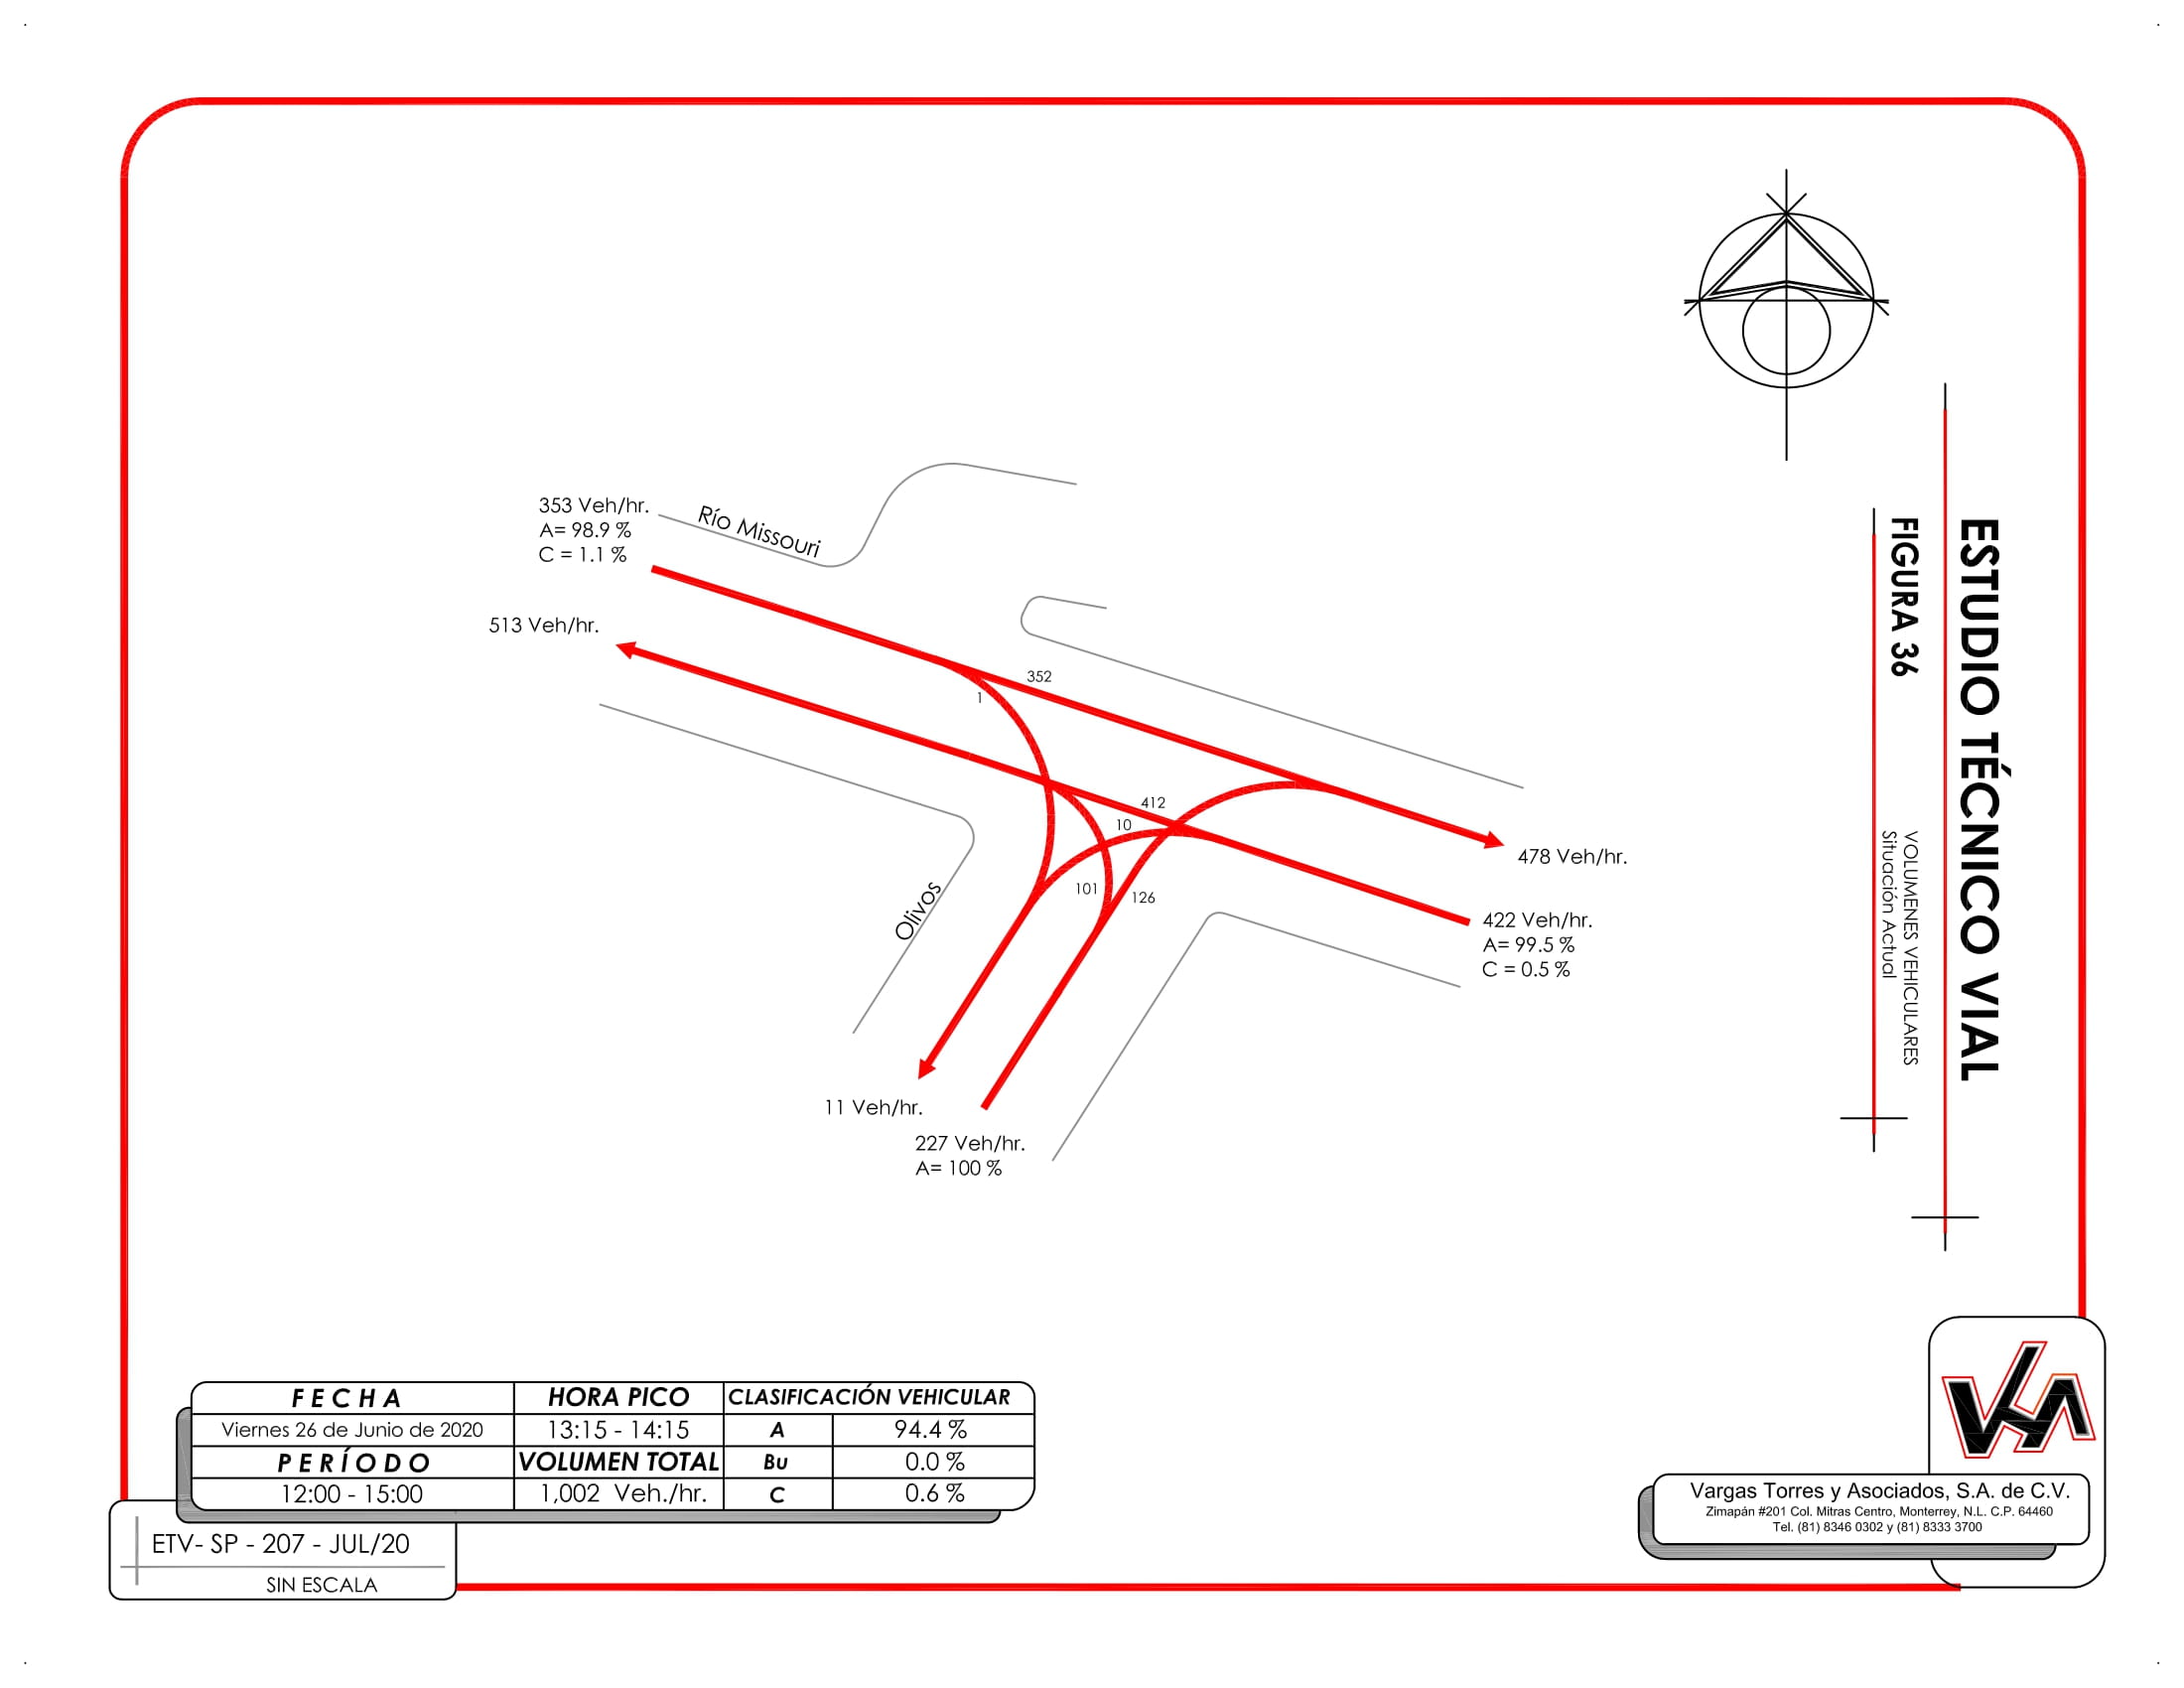 353 Veh/hr.
A= 98.9 %
C = 1.1 %
Río Missouri
513 Veh/hr.
352
1
412
10
101
126
478 Veh/hr.
422 Veh/hr.
A= 99.5 %
C = 0.5 %
Olivos
11 Veh/hr.
227 Veh/hr.
A= 100 %
ESTUDIO TÉCNICO VIAL
FIGURA 36
VOLUMENES VEHICULARES
Situación Actual
FECHA HORA PICO CLASIFICACIÓN VEHICULAR
Viernes 26 de Junio de 2020 13:15 - 14:15 A 94.4 %
PERÍODO VOLUMEN TOTAL Bu 0.0 %
12:00 - 15:00 1,002 Veh./hr. C 0.6 %
ETV- SP - 207 - JUL/20
SIN ESCALA
Vargas Torres y Asociados, S.A. de C.V.
Zimapán #201 Col. Mitras Centro, Monterrey, N.L. C.P. 64460
Tel. (81) 8346 0302 y (81) 8333 3700